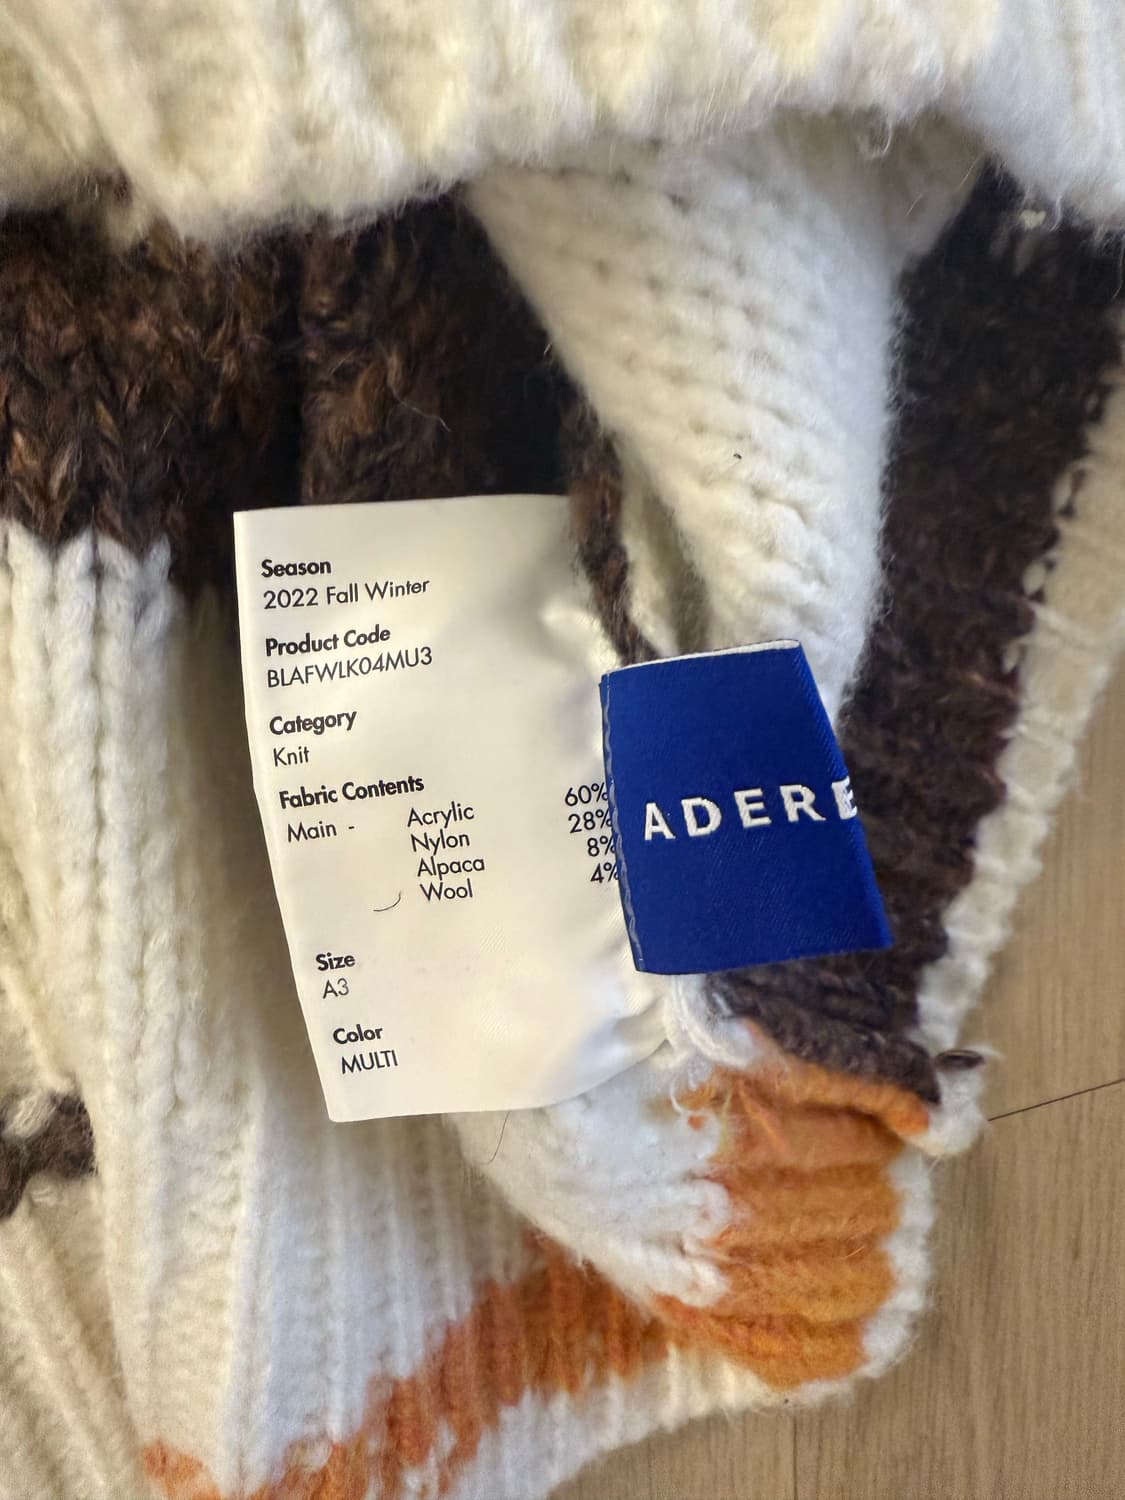 Season
2022 Fall Winter
Product Code
BLAFWLK04MU3
Category
Knit
Fabric Contents
Main - Acrylic 60%
Nylon 28%
Alpaca 8%
Wool 4%
Size
A3
Color
MULTI
ADERE